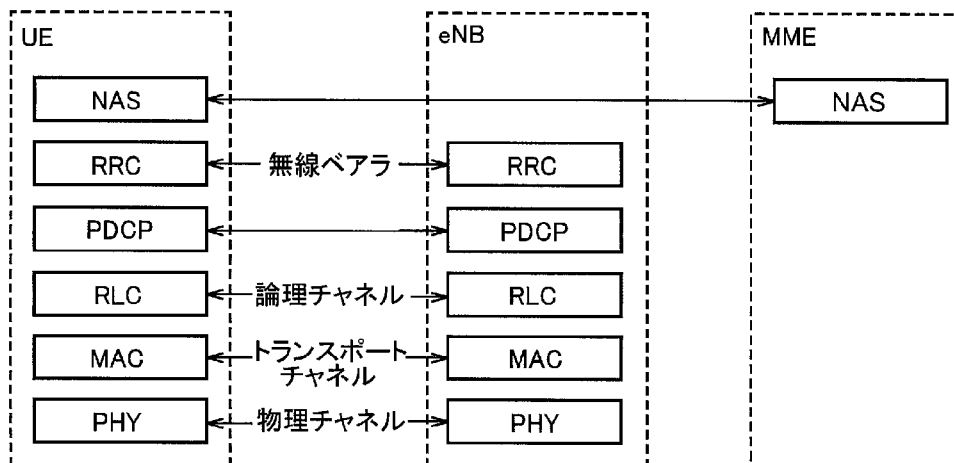 UE
eNB
MME
NAS
NAS
RRC
無線ベアラ
RRC
PDCP
PDCP
RLC
論理チャネル
RLC
MAC
トランスポート
チャネル
MAC
PHY
物理チャネル
PHY